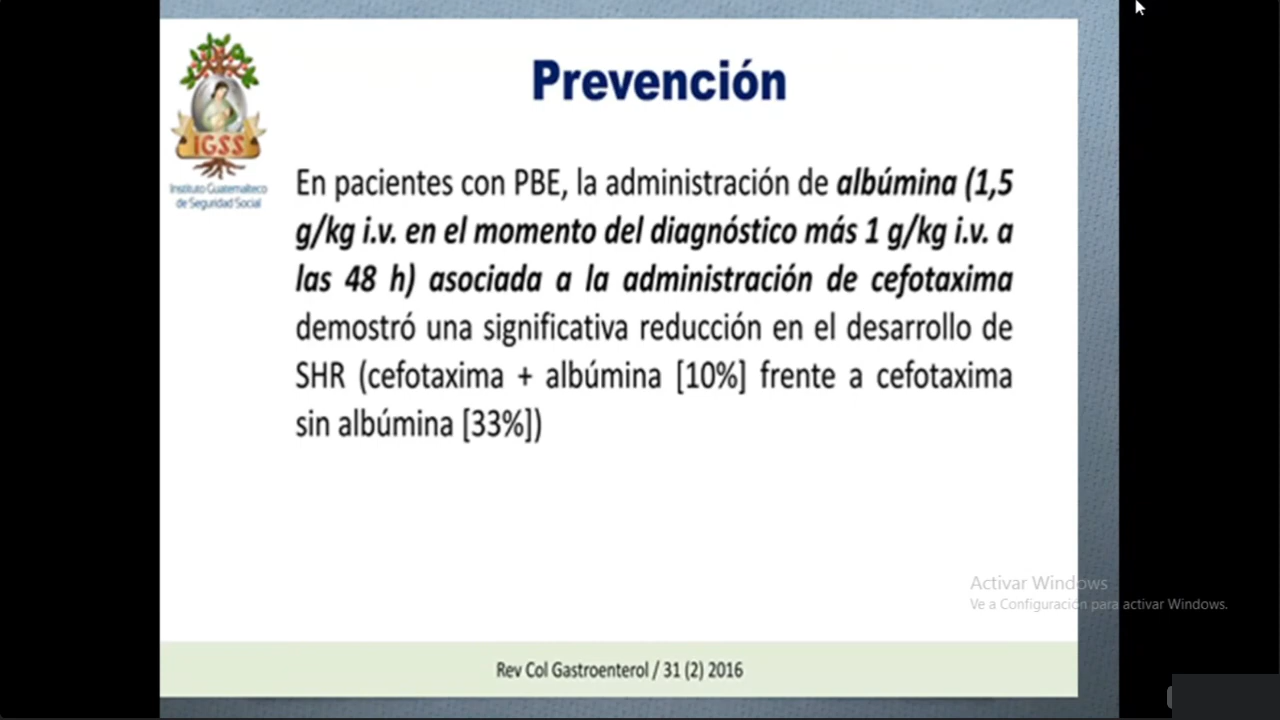 Prevención
IGSS
Instituto Guatemalteco
de Seguridad Social
En pacientes con PBE, la administración de albúmina (1,5
g/kg i.v. en el momento del diagnóstico más 1 g/kg i.v. a
las 48 h) asociada a la administración de cefotaxima
demostró una significativa reducción en el desarrollo de
SHR (cefotaxima + albúmina [10%] frente a cefotaxima
sin albúmina [33%])
Activar Windows
Ve a Configuración para activar Windows.
Rev Col Gastroenterol / 31 (2) 2016